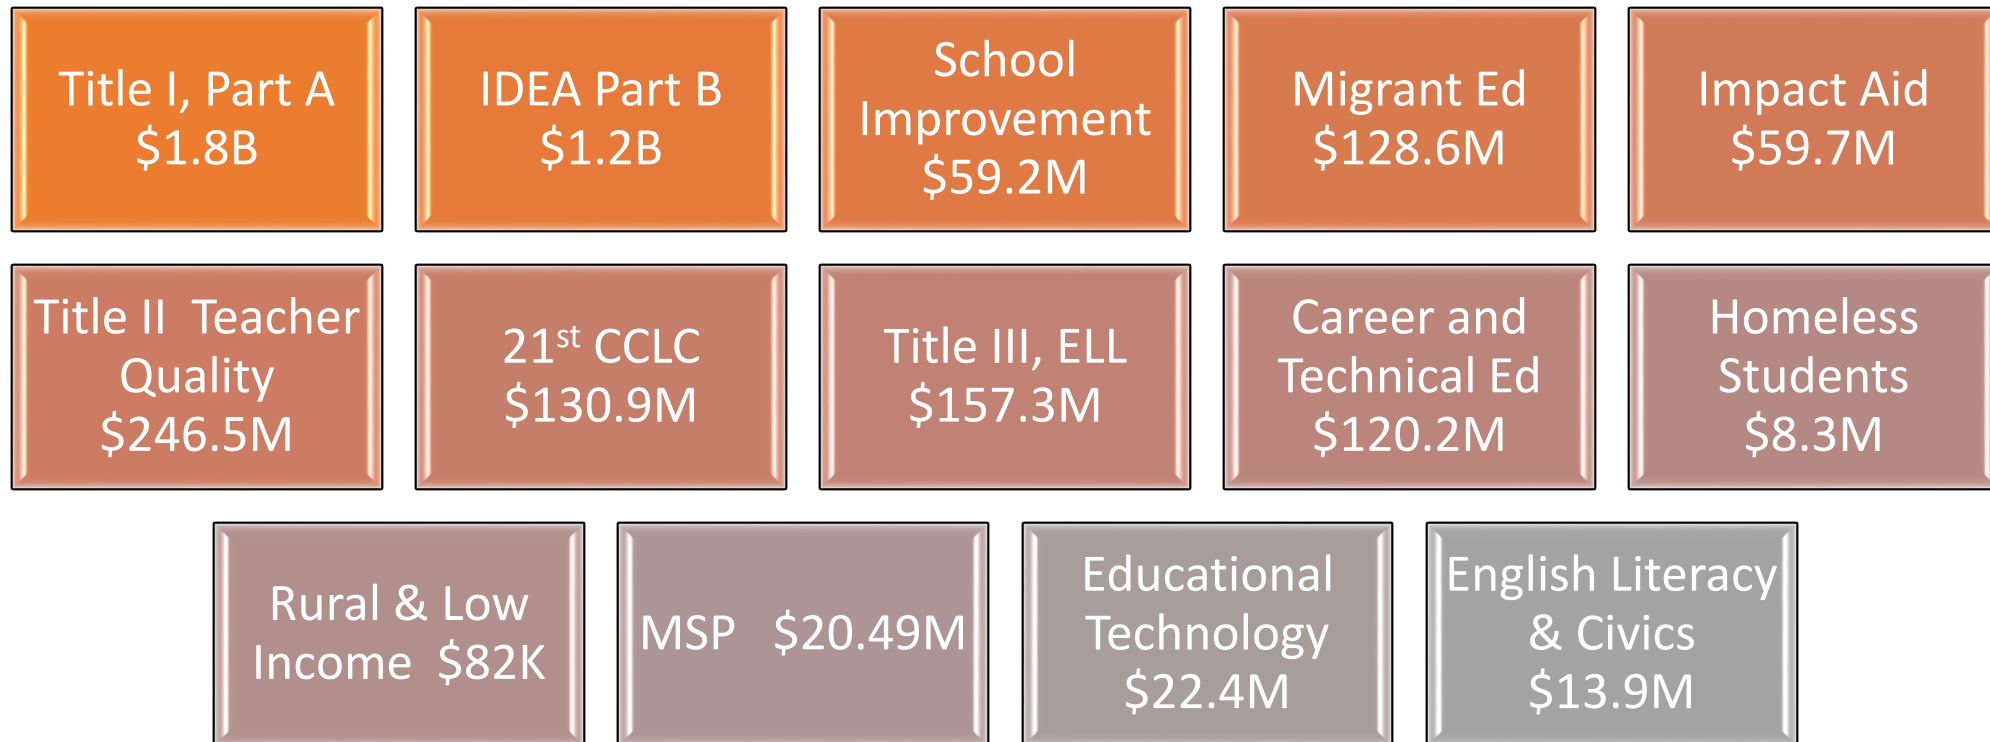 Title I, Part A
$1.8B
IDEA Part B
$1.2B
School
Improvement
$59.2M
Migrant Ed
$128.6M
Impact Aid
$59.7M
Title II  Teacher
Quality
$246.5M
21st CCLC
$130.9M
Title III, ELL
$157.3M
Career and
Technical Ed
$120.2M
Homeless
Students
$8.3M
Rural & Low
Income  $82K
MSP   $20.49M
Educational
Technology
$22.4M
English Literacy
& Civics
$13.9M